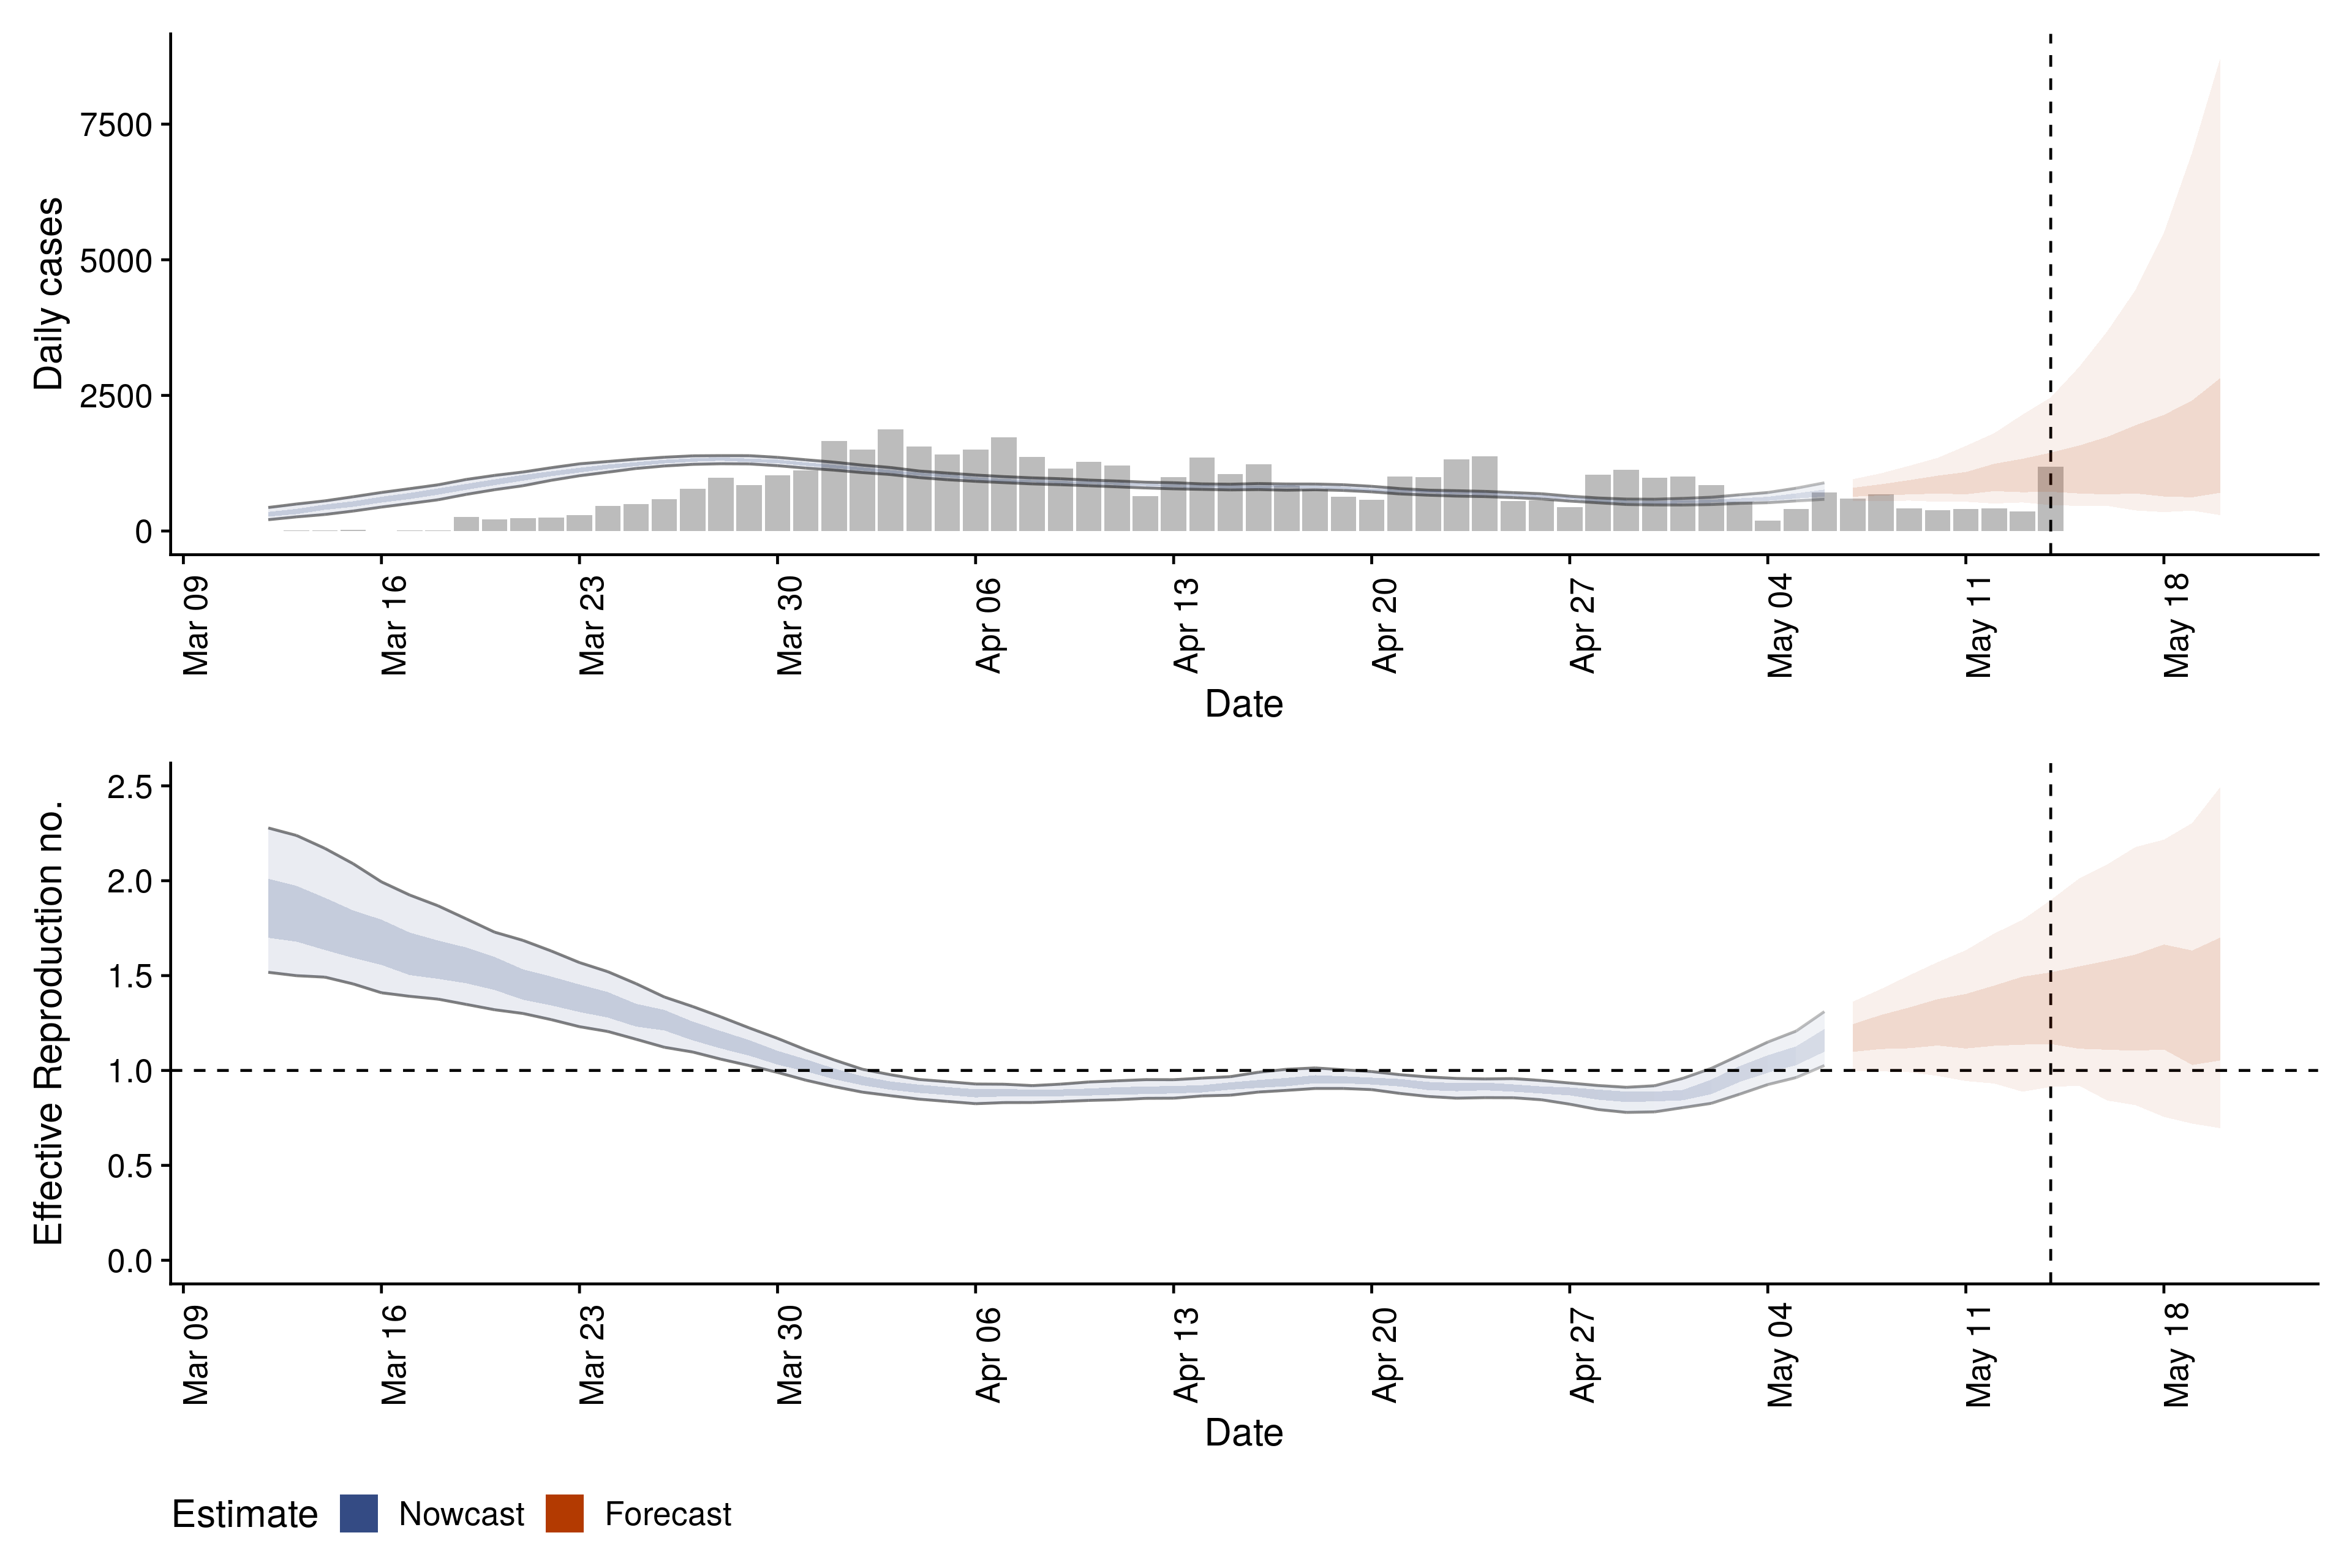 Daily cases
7500
5000
2500
0
Mar 09
Mar 16
Mar 23
Mar 30
Apr 06
Apr 13
Apr 20
Apr 27
May 04
May 11
May 18
Date
Effective Reproduction no.
2.5
2.0
1.5
1.0
0.5
0.0
Mar 09
Mar 16
Mar 23
Mar 30
Apr 06
Apr 13
Apr 20
Apr 27
May 04
May 11
May 18
Date
Estimate Nowcast Forecast